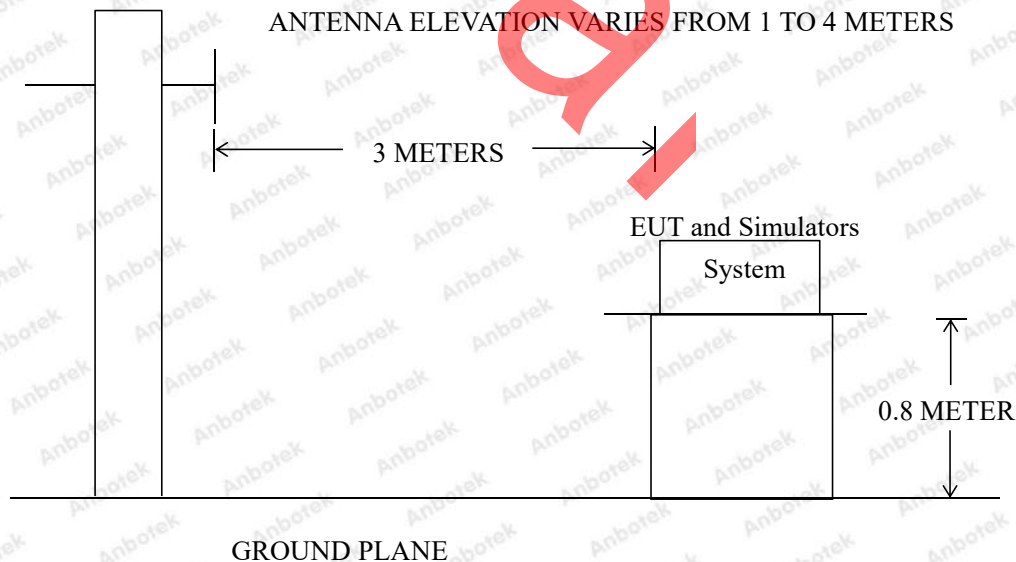 ANTENNA ELEVATION VARIES FROM 1 TO 4 METERS
3 METERS
EUT and Simulators
System
0.8 METER
GROUND PLANE
Anbotek